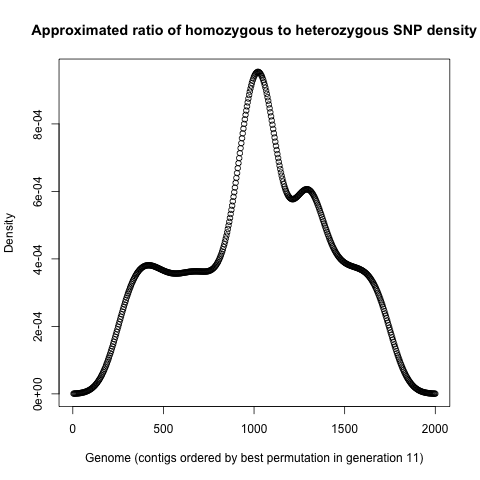 Approximated ratio of homozygous to heterozygous SNP density
Density
8e-04
6e-04
4e-04
2e-04
0e+00
0 500 1000 1500 2000
Genome (contigs ordered by best permutation in generation 11)